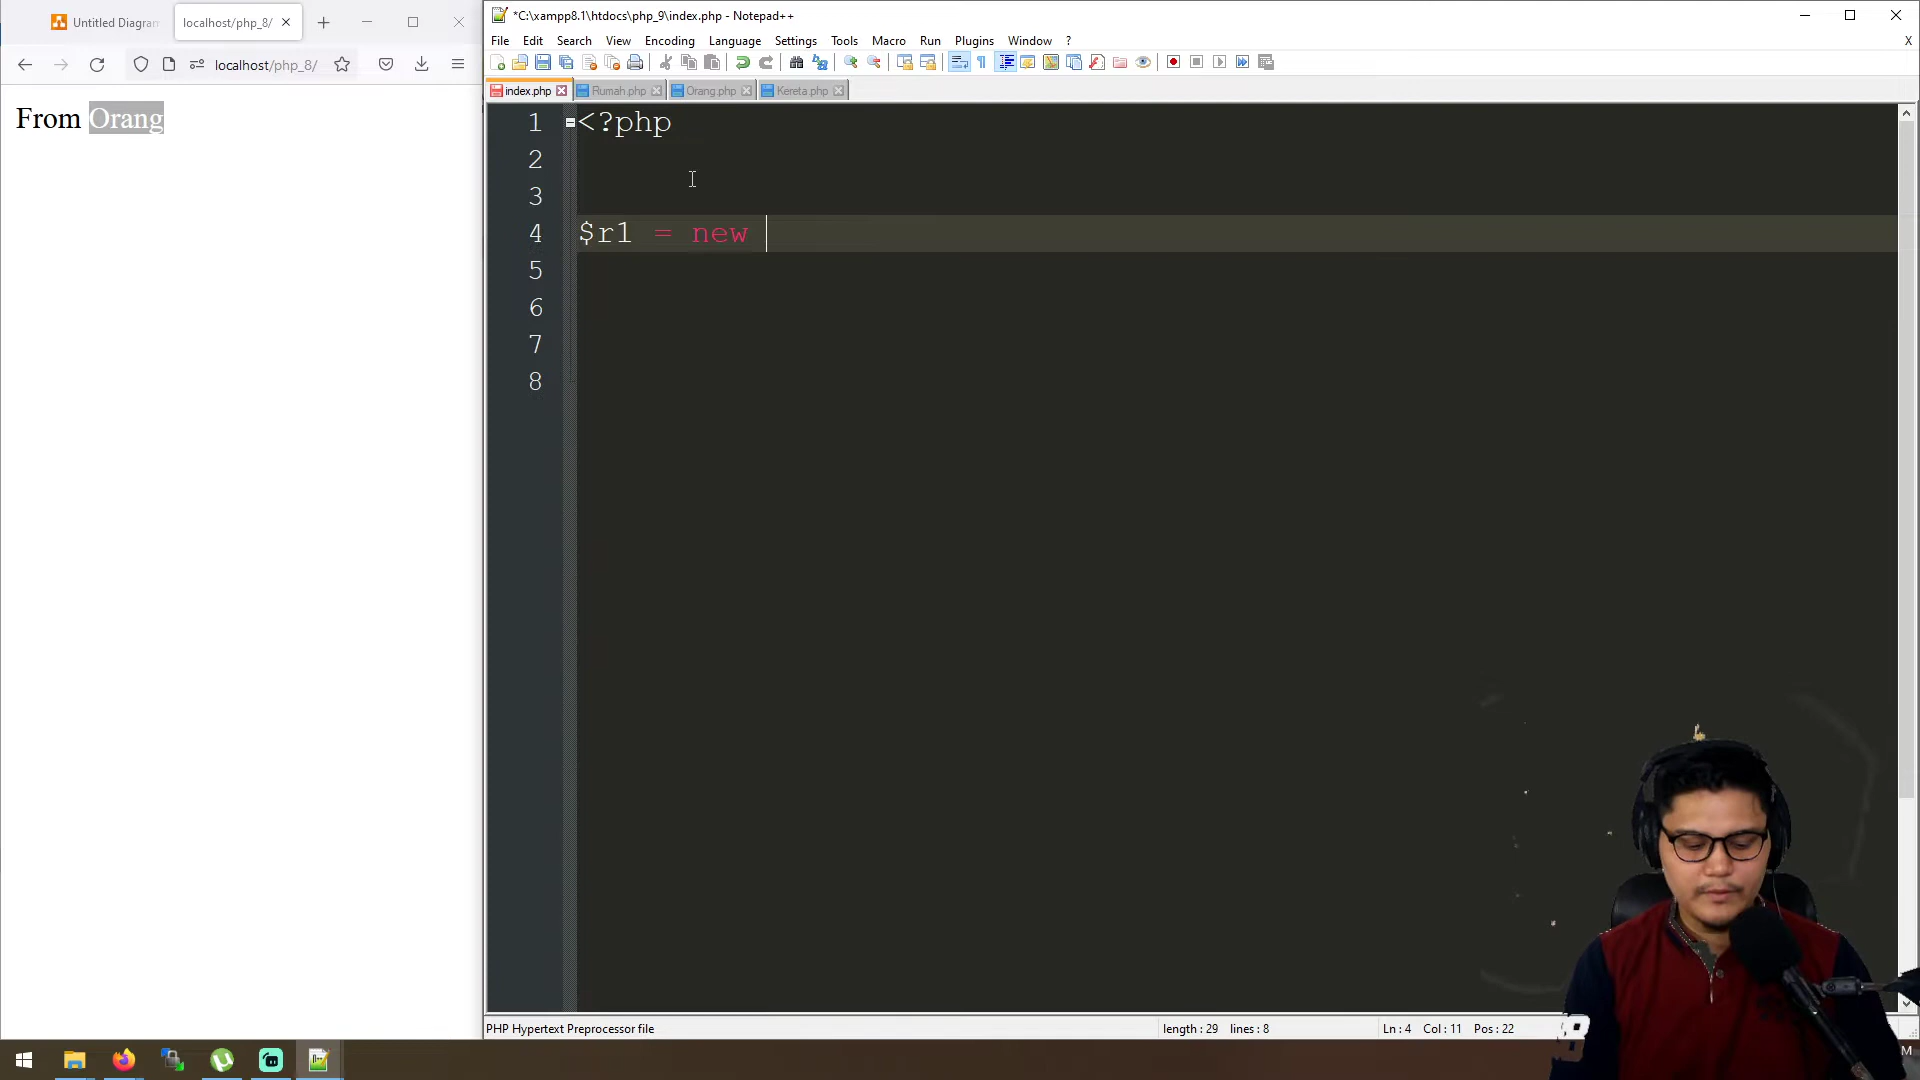 Untitled Diagran
localhost/php_8/
localhost/php_8/
From Orang
*C:\xampp8.1\htdocs\php_9\index.php - Notepad++
File Edit Search View Encoding Language Settings Tools Macro Run Plugins Window ?
X
index.php Rumah.php Orang.php Kereta.php
1 <?php
2
3
4 $r1 = new
5
6
7
8
PHP Hypertext Preprocessor file length : 29 lines : 8 Ln : 4 Col : 11 Pos : 22
M